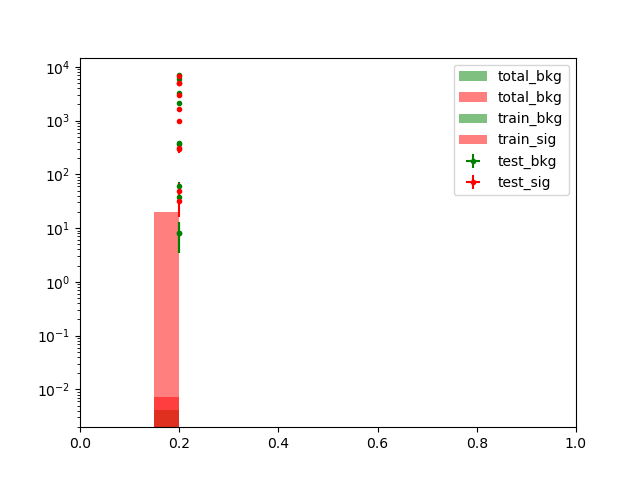 10⁴
10³
10²
10¹
10⁰
10⁻¹
10⁻²
0.0 0.2 0.4 0.6 0.8 1.0
total_bkg
total_bkg
train_bkg
train_sig
test_bkg
test_sig